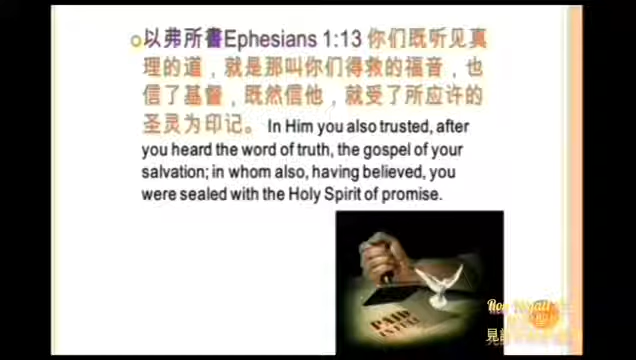 以弗所書Ephesians 1:13 你们既听见真
理的道，就是那叫你们得救的福音，也
信了基督，既然信他，就受了所应许的
圣灵为印记。 In Him you also trusted, after
you heard the word of truth, the gospel of your
salvation; in whom also, having believed, you
were sealed with the Holy Spirit of promise.
PAID
IN FULL
Ron